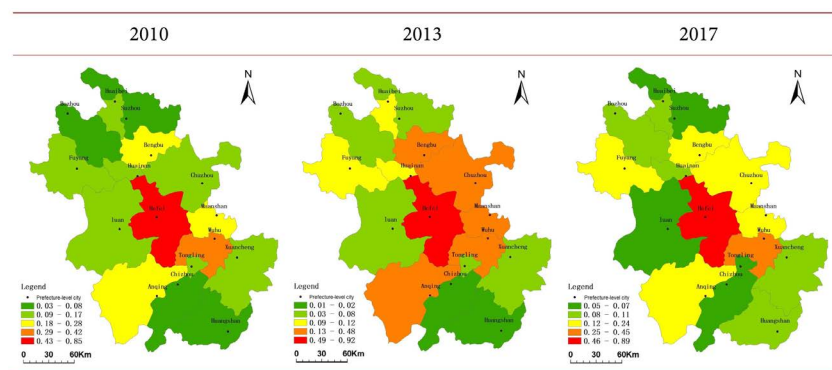 2010
2013
2017
N
Huaibei
Bozhou
Suzhou
Bengbu
Fuyang
Huainan
Chuzhou
Hefei
Luan
Maanshan
Wuhu
Xuancheng
Tongling
Chizhou
Anqing
Huangshan
Legend
Prefecture-level city
0.03 - 0.08
0.09 - 0.17
0.18 - 0.28
0.29 - 0.42
0.43 - 0.85
0 30 60Km
N
Huaibei
Bozhou
Suzhou
Bengbu
Fuyang
Huainan
Chuzhou
Hefei
Luan
Maanshan
Wuhu
Xuancheng
Tongling
Chizhou
Anqing
Huangshan
Legend
Prefecture-level city
0.01 - 0.02
0.03 - 0.08
0.09 - 0.12
0.13 - 0.48
0.49 - 0.92
0 30 60Km
N
Huaibei
Bozhou
Suzhou
Bengbu
Fuyang
Huainan
Chuzhou
Hefei
Luan
Maanshan
Wuhu
Xuancheng
Tongling
Chizhou
Anqing
Huangshan
Legend
Prefecture-level city
0.05 - 0.07
0.08 - 0.11
0.12 - 0.24
0.25 - 0.45
0.46 - 0.89
0 30 60Km